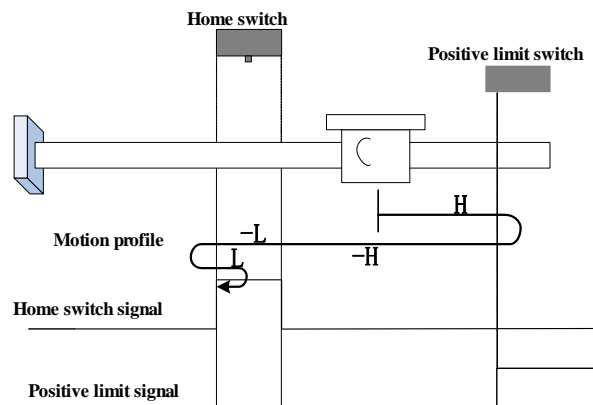 Home switch
Positive limit switch
H
−L
Motion profile
L
−H
Home switch signal
Positive limit signal